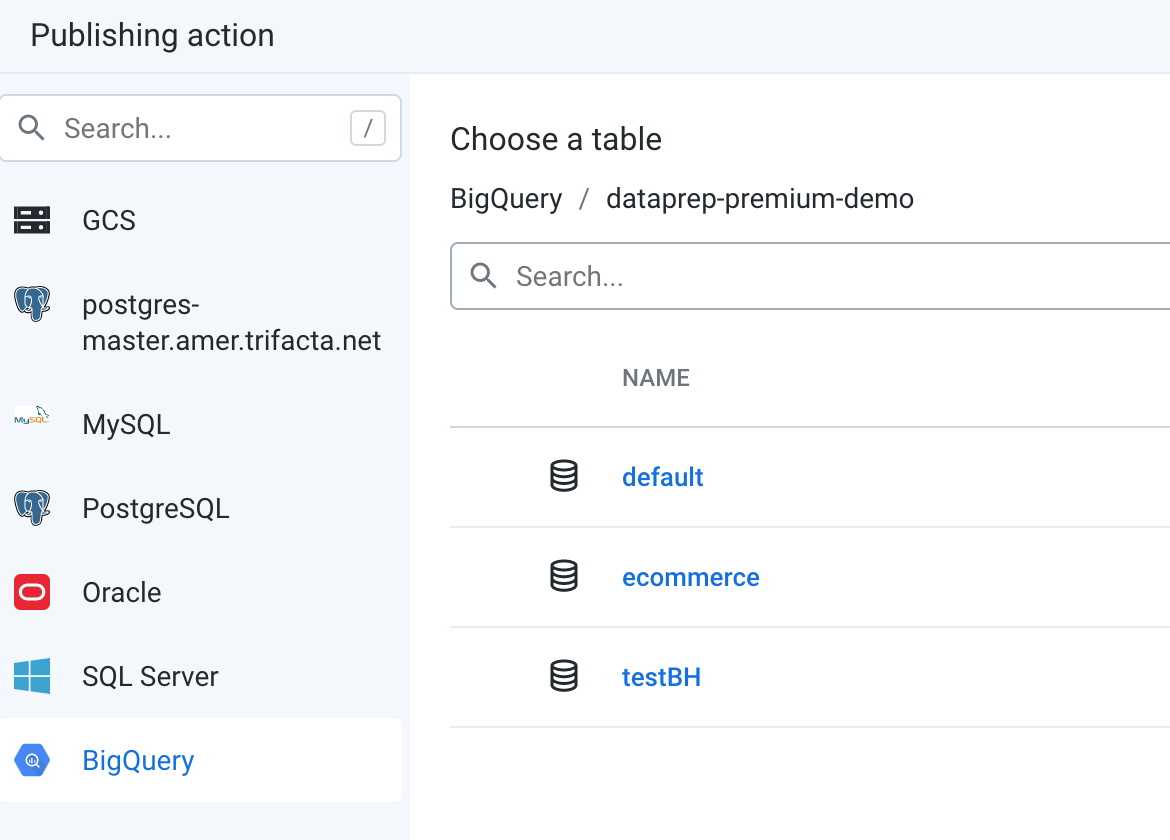 Publishing action
Search...
/
GCS
postgres-
master.amer.trifacta.net
MySQL
MySQL
PostgreSQL
Oracle
SQL Server
BigQuery
Choose a table
BigQuery / dataprep-premium-demo
Search...
NAME
default
ecommerce
testBH